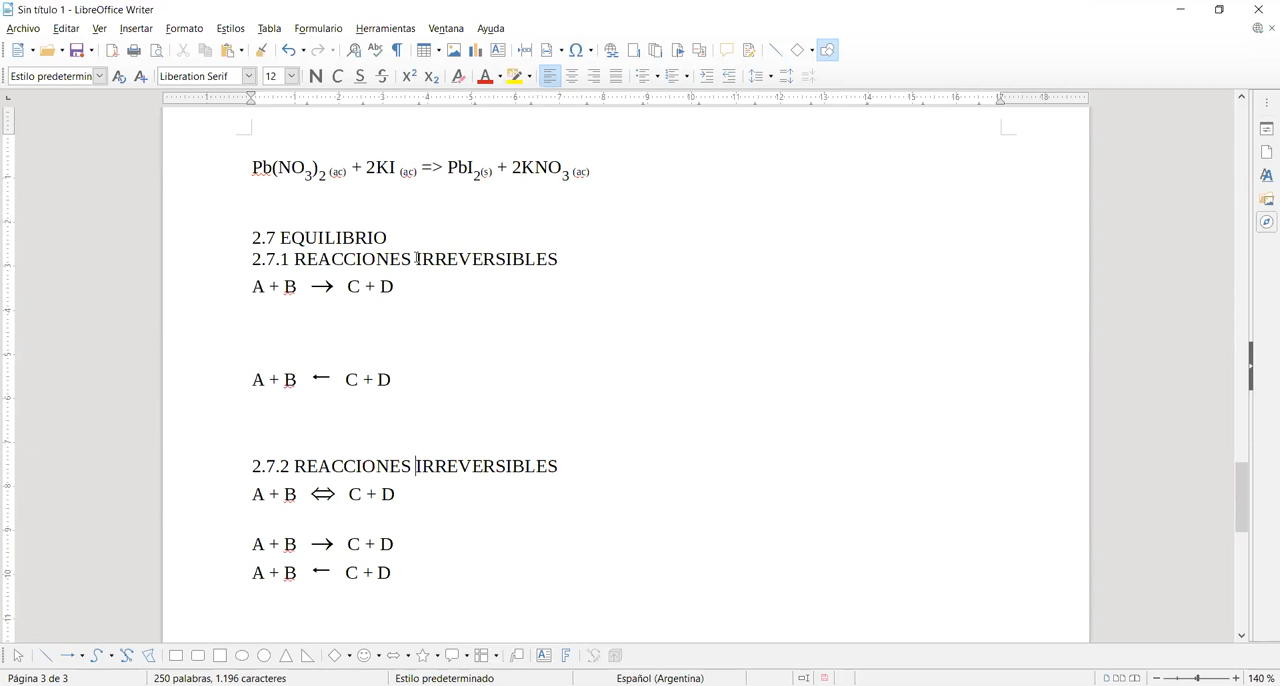 Sin título 1 - LibreOffice Writer
Archivo Editar Ver Insertar Formato Estilos Tabla Formulario Herramientas Ventana Ayuda
Estilo predetermin Liberation Serif 12 N C S S
Pb(NO₃)₂ (ac) + 2KI (ac) => PbI₂(s) + 2KNO₃ (ac)
2.7 EQUILIBRIO
2.7.1 REACCIONES IRREVERSIBLES
A + B → C + D
A + B ← C + D
2.7.2 REACCIONES IRREVERSIBLES
A + B ⇔ C + D
A + B → C + D
A + B ← C + D
Página 3 de 3 250 palabras, 1.196 caracteres Estilo predeterminado Español (Argentina) 140 %